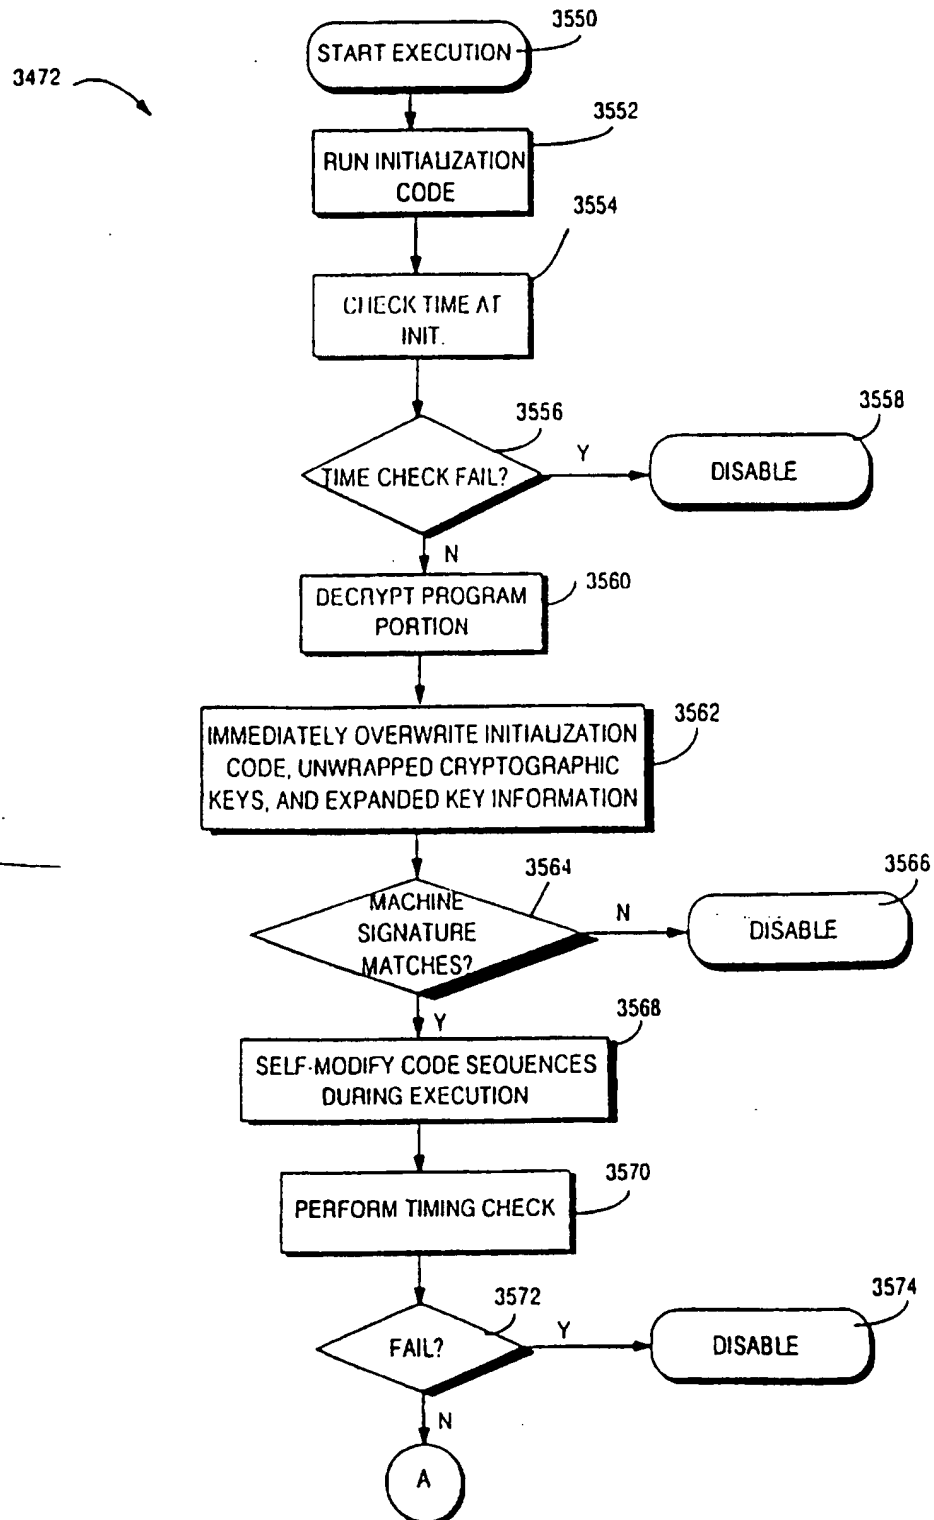 3550
START EXECUTION
3472
3552
RUN INITIALIZATION
CODE
3554
CHECK TIME AT
INIT.
3556
TIME CHECK FAIL?
Y
3558
DISABLE
N
3560
DECRYPT PROGRAM
PORTION
3562
IMMEDIATELY OVERWRITE INITIALIZATION
CODE, UNWRAPPED CRYPTOGRAPHIC
KEYS, AND EXPANDED KEY INFORMATION
3564
MACHINE
SIGNATURE
MATCHES?
N
3566
DISABLE
Y
3568
SELF-MODIFY CODE SEQUENCES
DURING EXECUTION
3570
PERFORM TIMING CHECK
3572
FAIL?
Y
3574
DISABLE
N
A